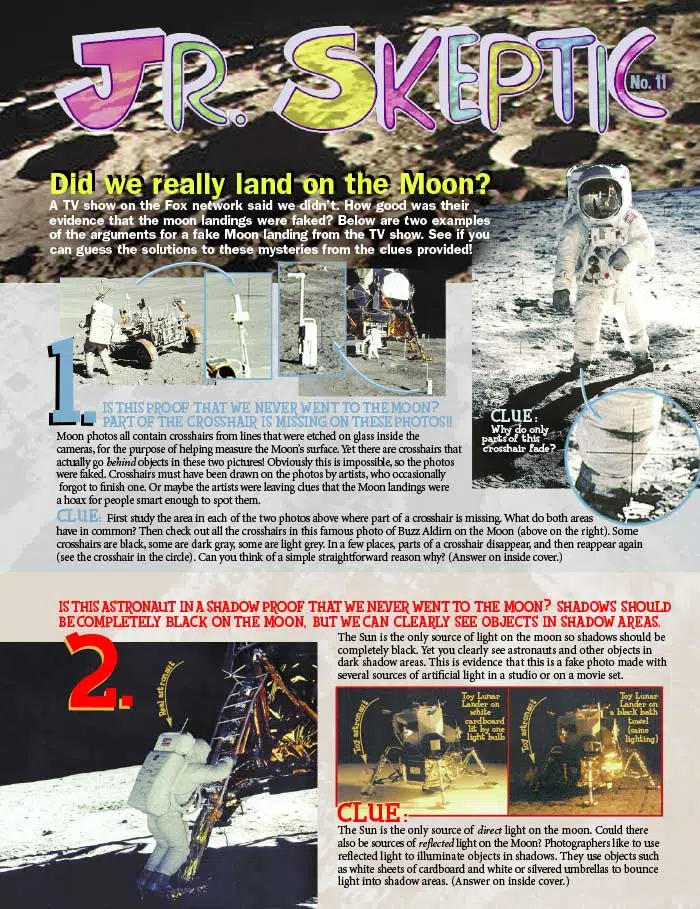 JR. SKEPTIC
No. 11
Did we really land on the Moon?
A TV show on the Fox network said we didn't. How good was their
evidence that the moon landings were faked? Below are two examples
of the arguments for a fake Moon landing from the TV show. See if you
can guess the solutions to these mysteries from the clues provided!
1.
IS THIS PROOF THAT WE NEVER WENT TO THE MOON?
PART OF THE CROSSHAIR IS MISSING ON THESE PHOTOS!!
Moon photos all contain crosshairs from lines that were etched on glass inside the
cameras, for the purpose of helping measure the Moon's surface. Yet there are crosshairs that
actually go behind objects in these two pictures! Obviously this is impossible, so the photos
were faked. Crosshairs must have been drawn on the photos by artists, who occasionally
forgot to finish one. Or maybe the artists were leaving clues that the Moon landings were
a hoax for people smart enough to spot them.
CLUE:
Why do only
parts of this
crosshair fade?
CLUE: First study the area in each of the two photos above where part of a crosshair is missing. What do both areas
have in common? Then check out all the crosshairs in this famous photo of Buzz Aldirn on the Moon (above on the right). Some
crosshairs are black, some are dark gray, some are light grey. In a few places, parts of a crosshair disappear, and then reappear again
(see the crosshair in the circle). Can you think of a simple straightforward reason why? (Answer on inside cover.)
IS THIS ASTRONAUT IN A SHADOW PROOF THAT WE NEVER WENT TO THE MOON? SHADOWS SHOULD
BE COMPLETELY BLACK ON THE MOON, BUT WE CAN CLEARLY SEE OBJECTS IN SHADOW AREAS.
2.
Real astronaut
The Sun is the only source of light on the moon so shadows should be
completely black. Yet you clearly see astronauts and other objects in
dark shadow areas. This is evidence that this is a fake photo made with
several sources of artificial light in a studio or on a movie set.
Toy astronaut
Toy Lunar
Lander on
white
cardboard
lit by one
light bulb
Toy astronaut
Toy Lunar
Lander on
a black bath
towel
(same
lighting)
CLUE:
The Sun is the only source of direct light on the moon. Could there
also be sources of reflected light on the Moon? Photographers like to use
reflected light to illuminate objects in shadows. They use objects such
as white sheets of cardboard and white or silvered umbrellas to bounce
light into shadow areas. (Answer on inside cover.)